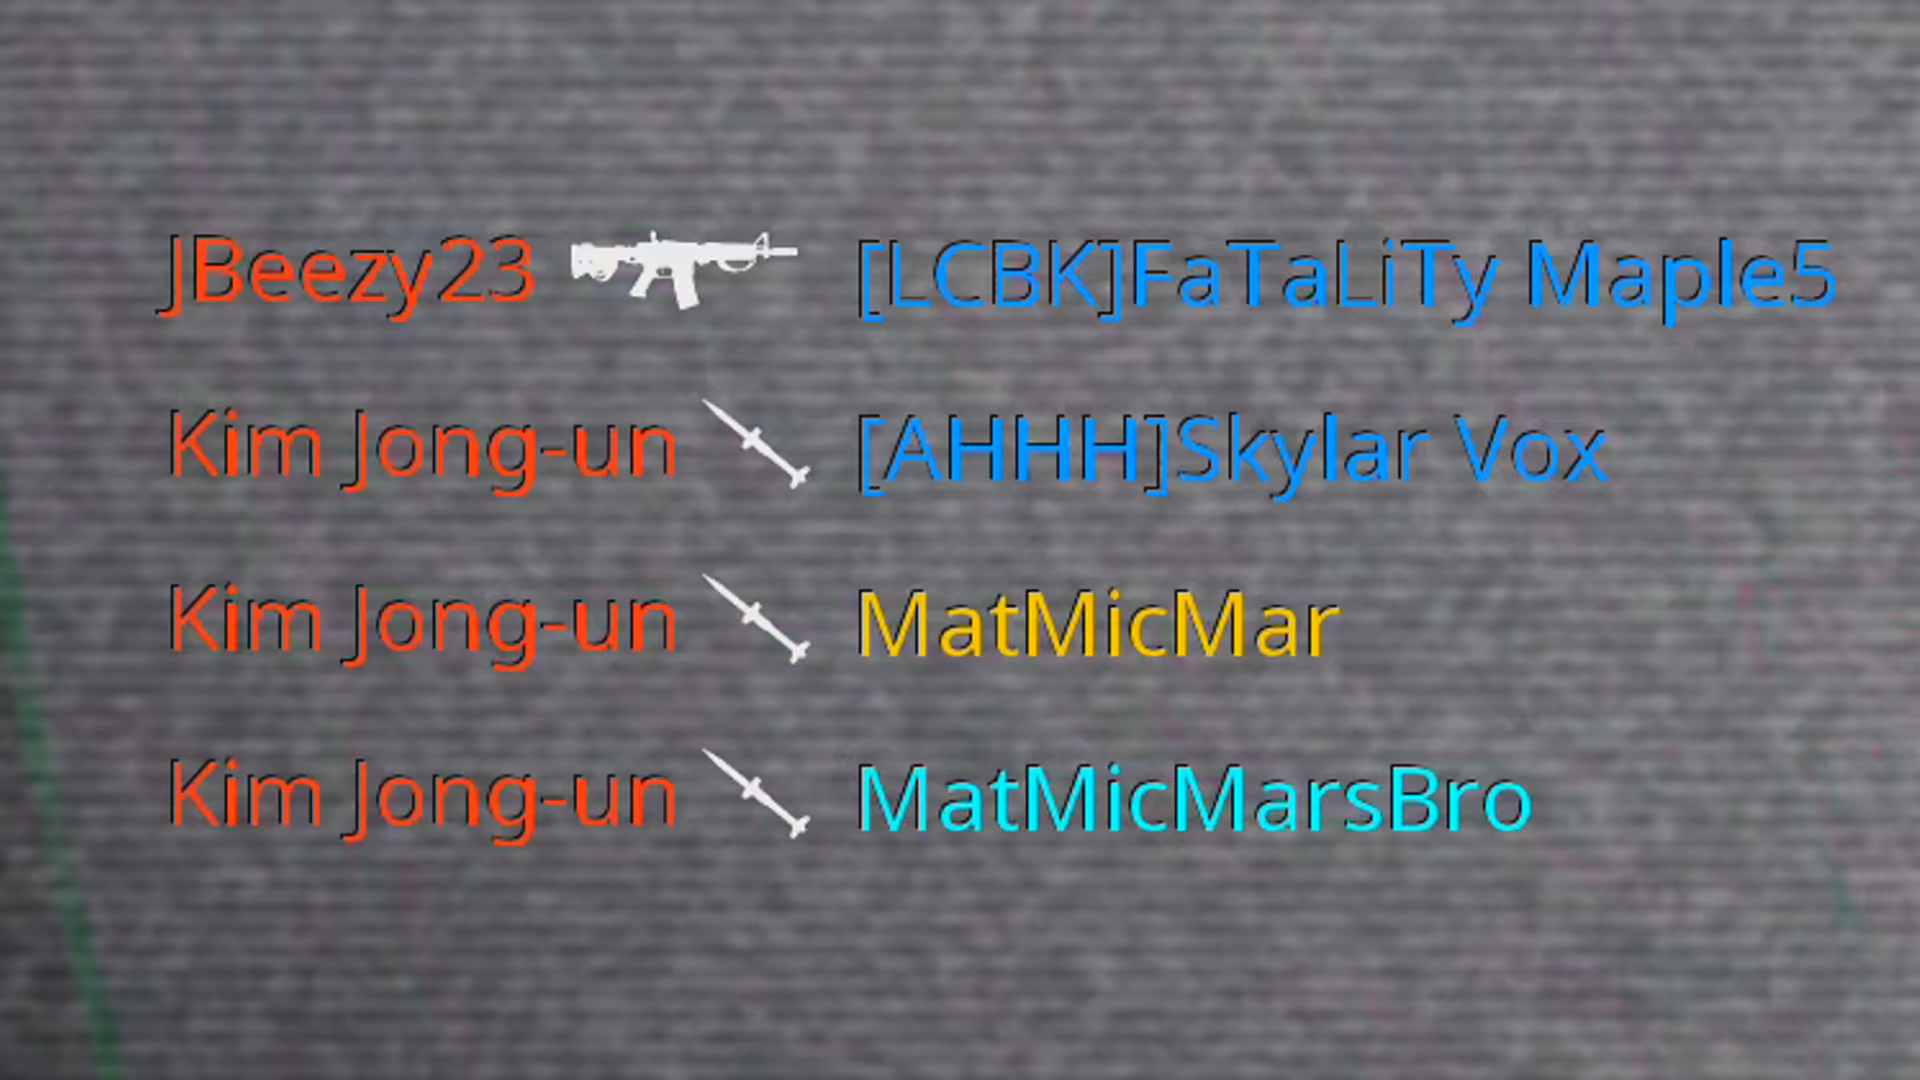 JBeezy23 [LCBK]FaTaLiTy Maple5
Kim Jong-un [AHHH]Skylar Vox
Kim Jong-un MatMicMar
Kim Jong-un MatMicMarsBro